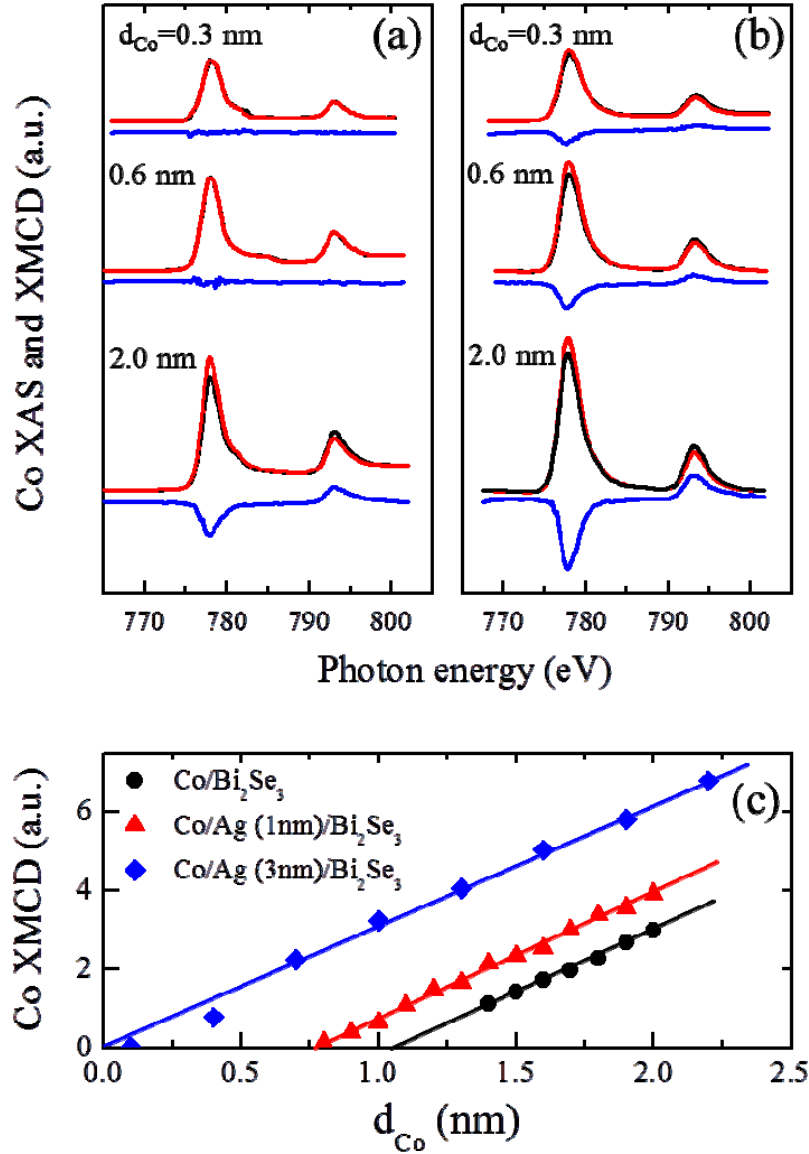 d_Co=0.3 nm (a)
0.6 nm
2.0 nm
d_Co=0.3 nm (b)
0.6 nm
2.0 nm
Co XAS and XMCD (a.u.)
770 780 790 800
770 780 790 800
Photon energy (eV)
Co/Bi₂Se₃ (c)
Co/Ag (1nm)/Bi₂Se₃
Co/Ag (3nm)/Bi₂Se₃
Co XMCD (a.u.)
6
4
2
0
0.0 0.5 1.0 1.5 2.0 2.5
d_Co (nm)